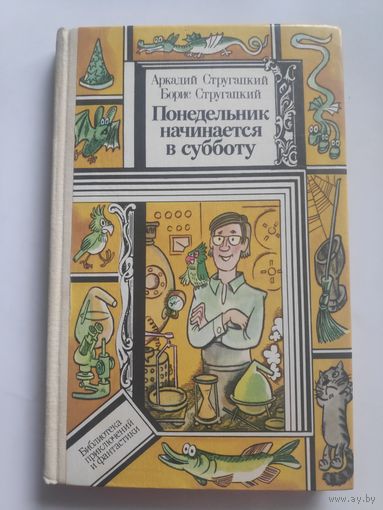 Аркадий Стругацкий
Борис Стругацкий
Понедельник
начинается
в субботу
Библиотека
приключений
и фантастики
www.ay.by